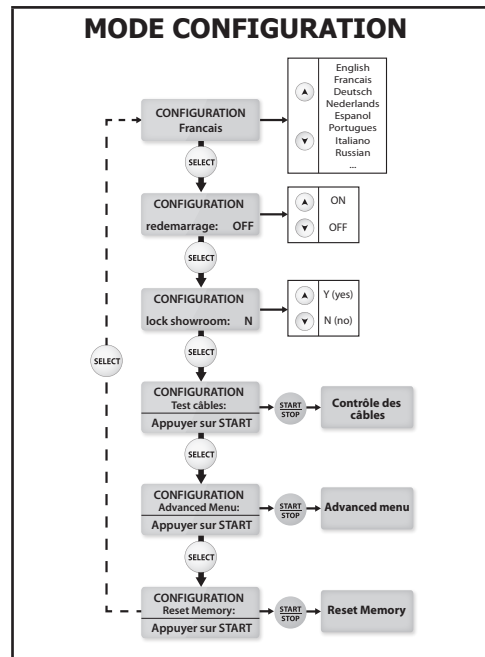 MODE CONFIGURATION
CONFIGURATION
Francais
English
Francais
Deutsch
Nederlands
Espanol
Portugues
Italiano
Russian
...
SELECT
CONFIGURATION
redemarrage: OFF
ON
OFF
SELECT
CONFIGURATION
lock showroom: N
Y (yes)
N (no)
SELECT
SELECT
CONFIGURATION
Test câbles:
Appuyer sur START
START
STOP
Contrôle des
câbles
SELECT
CONFIGURATION
Advanced Menu:
Appuyer sur START
START
STOP
Advanced menu
SELECT
CONFIGURATION
Reset Memory:
Appuyer sur START
START
STOP
Reset Memory